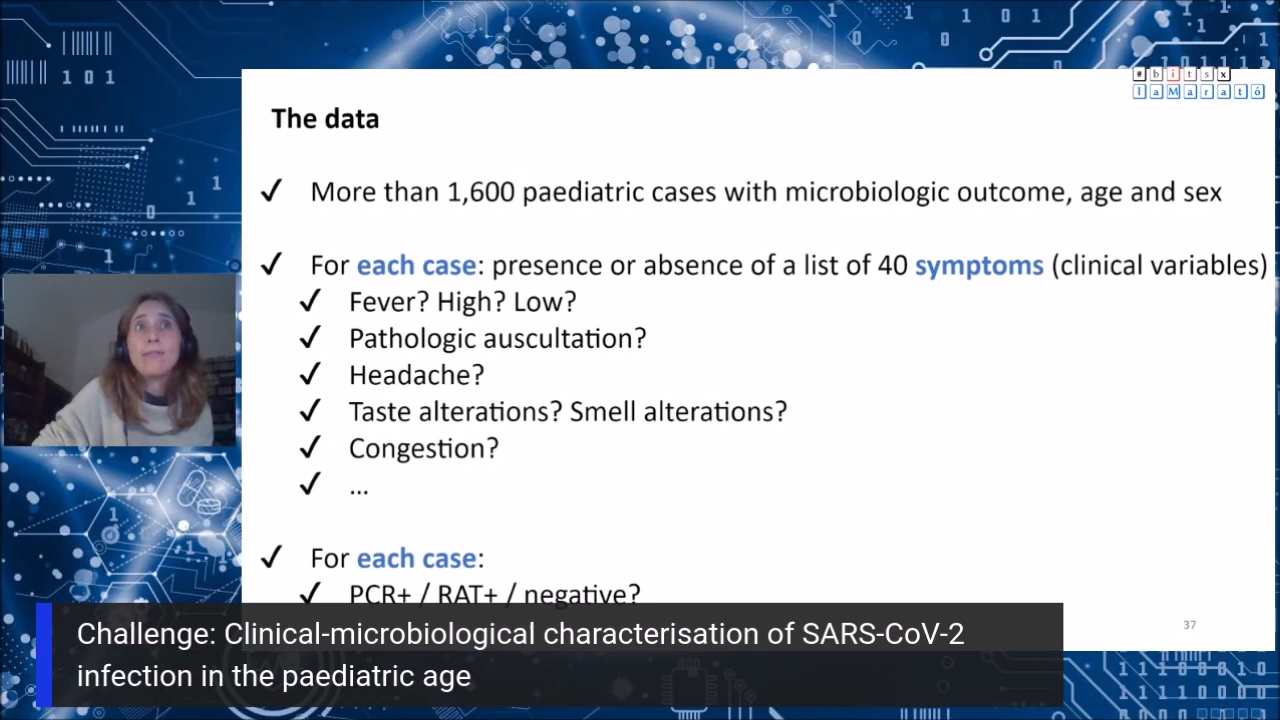 #bitsx
laMarató
The data
✓ More than 1,600 paediatric cases with microbiologic outcome, age and sex
✓ For each case: presence or absence of a list of 40 symptoms (clinical variables)
✓ Fever? High? Low?
✓ Pathologic auscultation?
✓ Headache?
✓ Taste alterations? Smell alterations?
✓ Congestion?
✓ ...
✓ For each case:
✓ PCR+ / RAT+ / negative?
37
Challenge: Clinical-microbiological characterisation of SARS-CoV-2
infection in the paediatric age